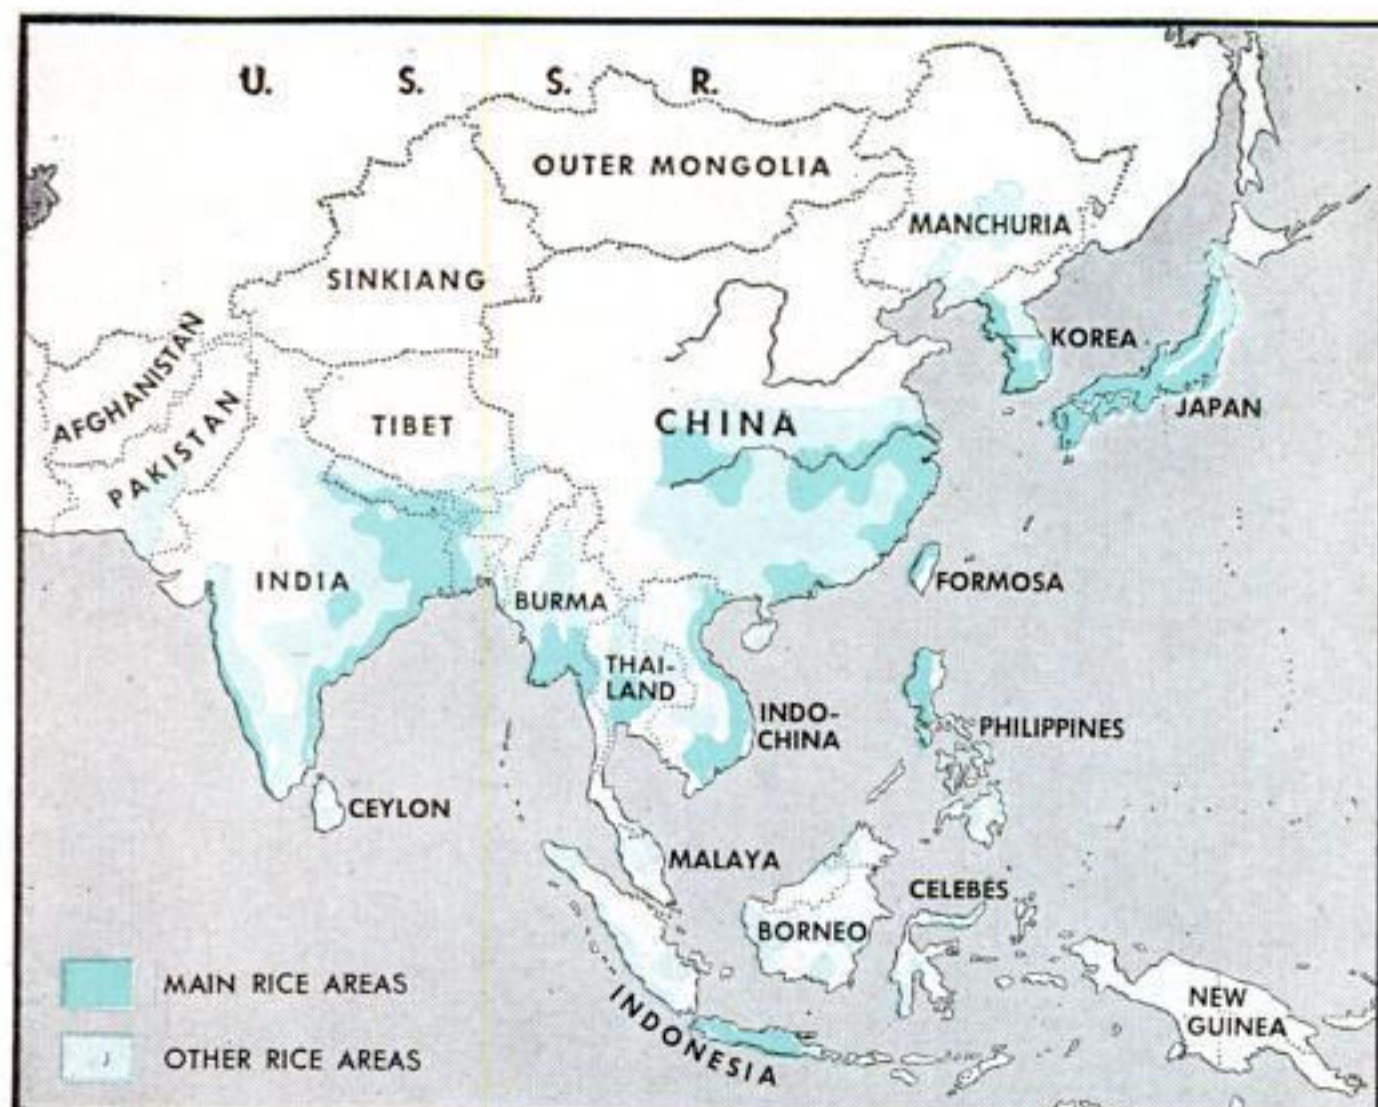 U. S. S. R.
OUTER MONGOLIA
MANCHURIA
SINKIANG
AFGHANISTAN
PAKISTAN
TIBET
CHINA
KOREA
JAPAN
INDIA
BURMA
FORMOSA
THAI-
LAND
INDO-
CHINA
PHILIPPINES
CEYLON
MALAYA
CELEBES
BORNEO
INDONESIA
NEW
GUINEA
MAIN RICE AREAS
OTHER RICE AREAS